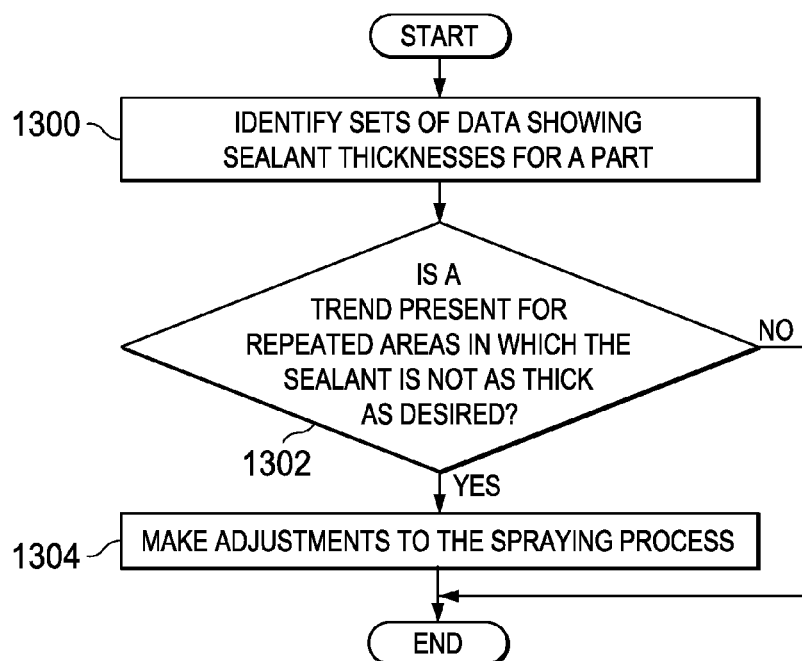 START
1300
IDENTIFY SETS OF DATA SHOWING
SEALANT THICKNESSES FOR A PART
IS A
TREND PRESENT FOR
REPEATED AREAS IN WHICH THE
SEALANT IS NOT AS THICK
AS DESIRED?
NO
1302
YES
1304
MAKE ADJUSTMENTS TO THE SPRAYING PROCESS
END